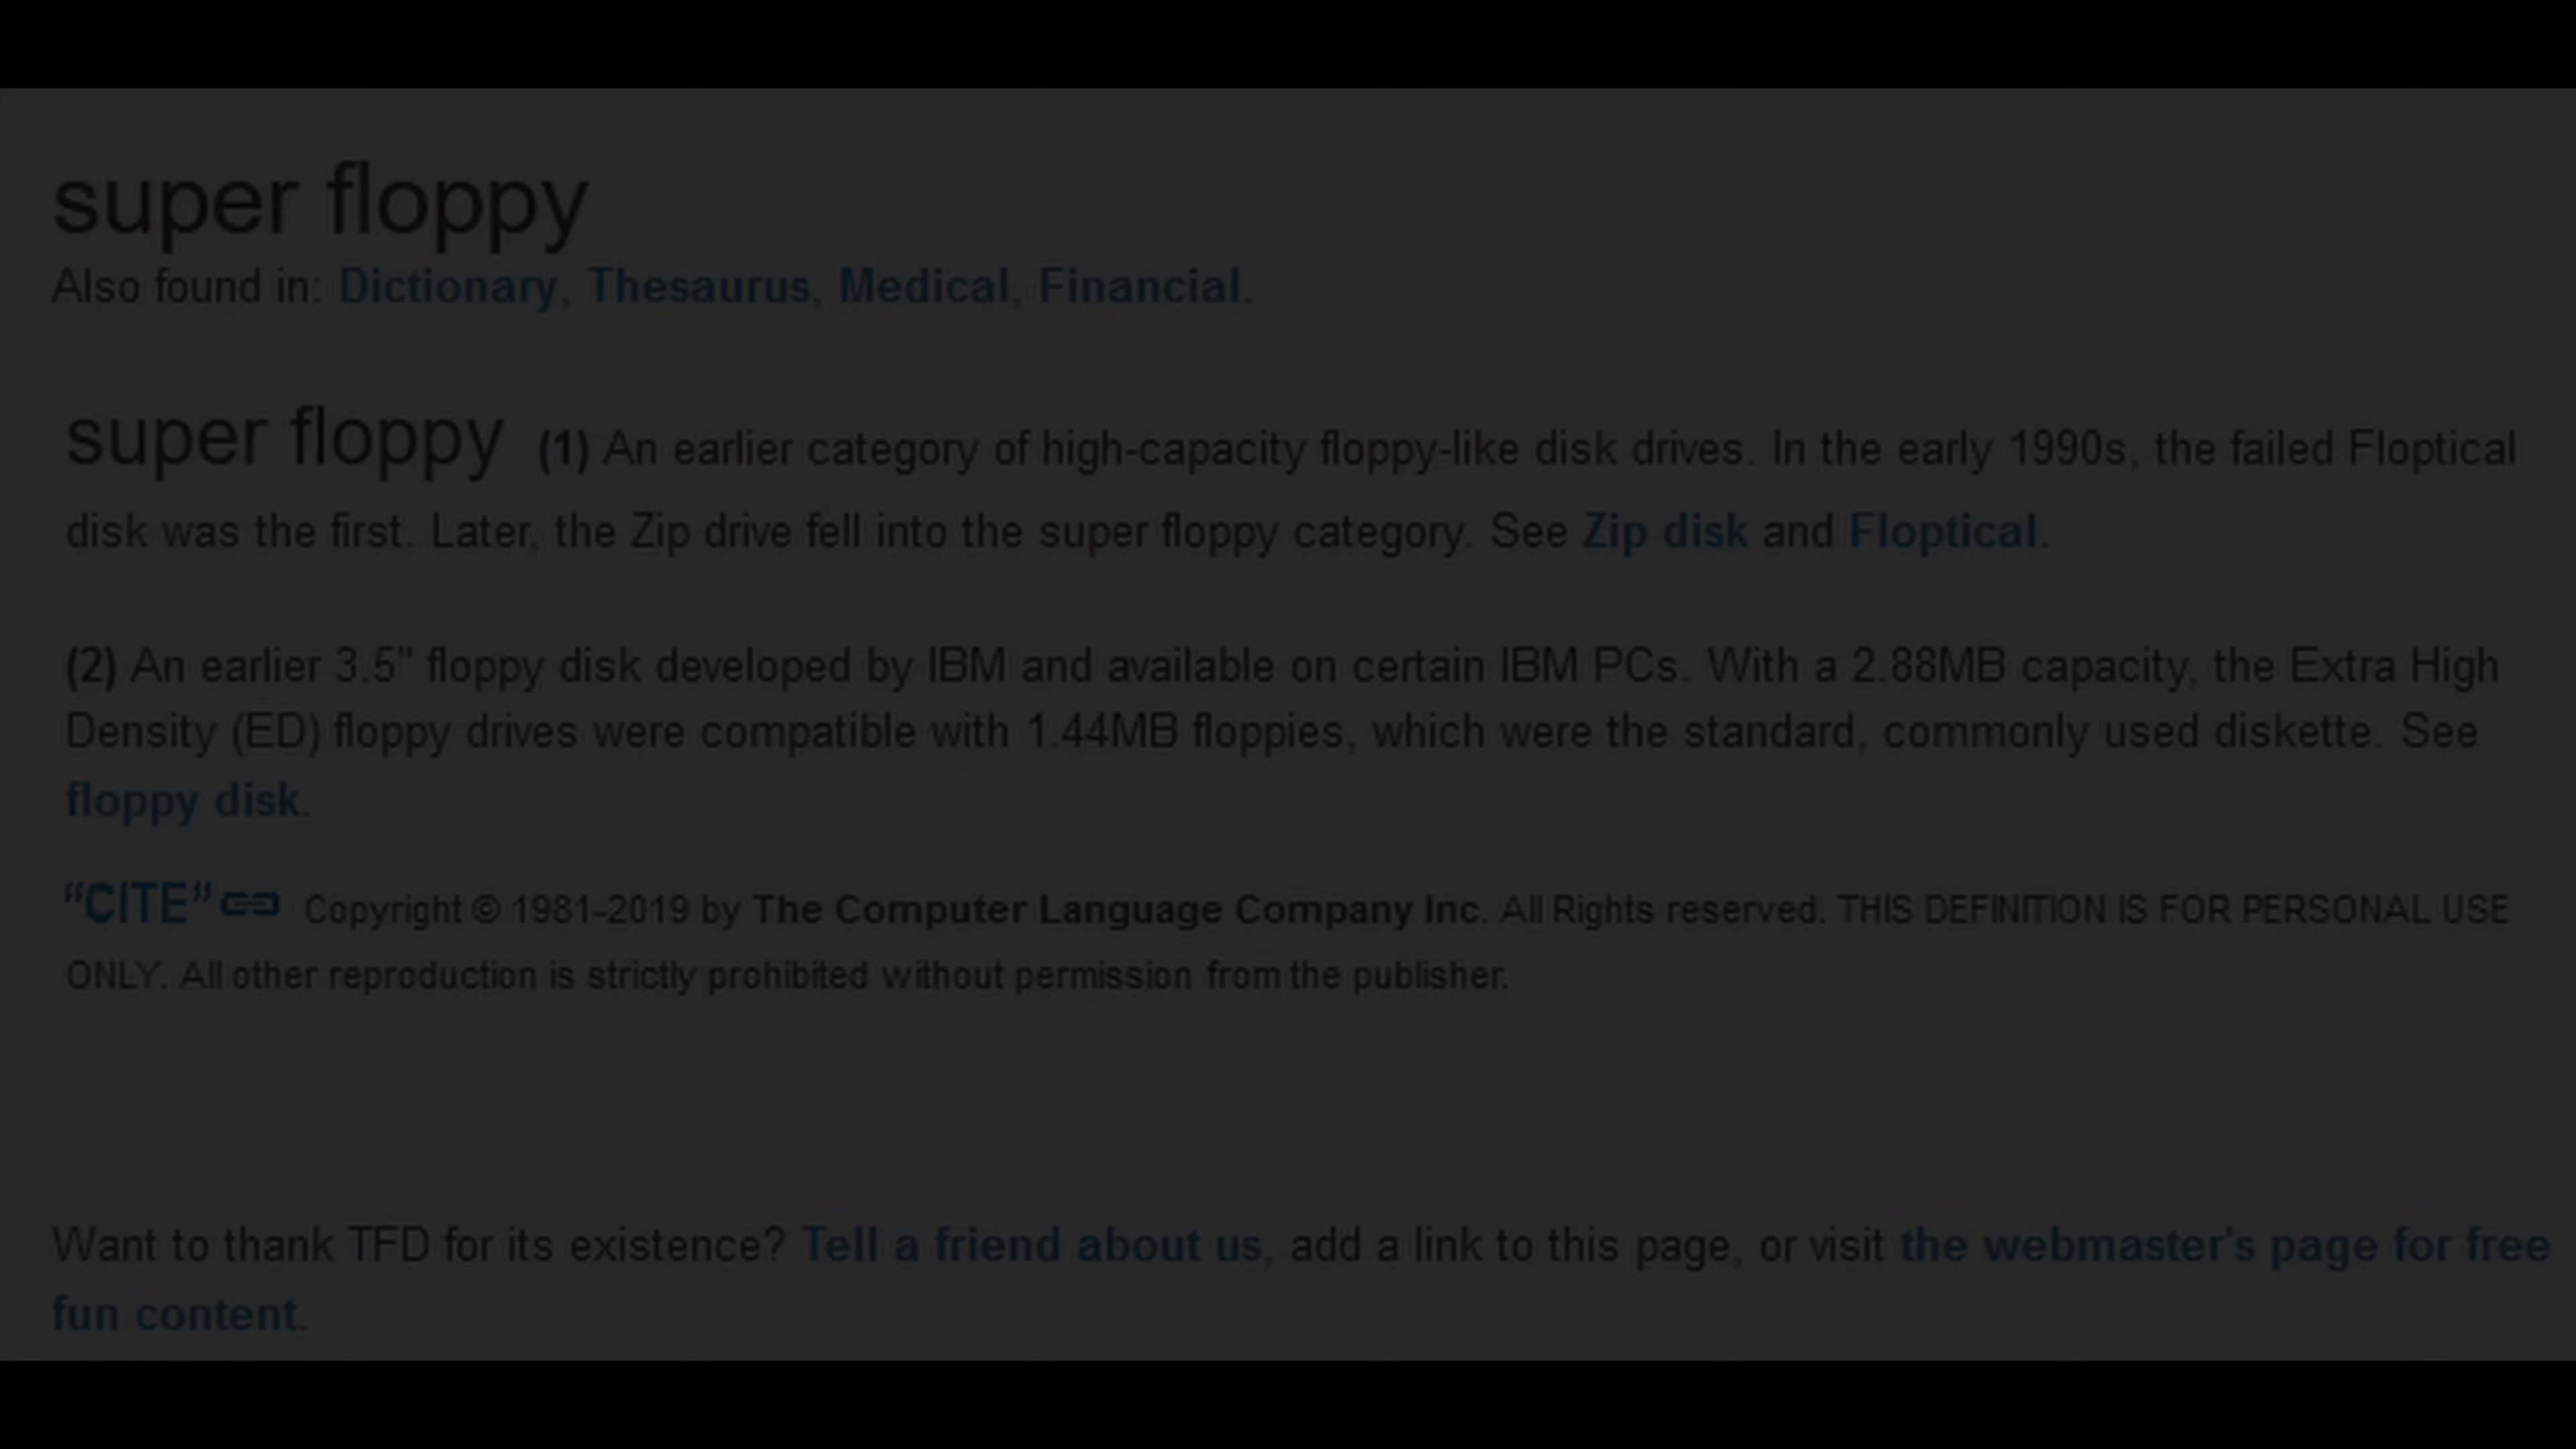 super floppy
Also found in: Dictionary, Thesaurus, Medical, Financial.
super floppy (1) An earlier category of high-capacity floppy-like disk drives. In the early 1990s, the failed Floptical
disk was the first. Later, the Zip drive fell into the super floppy category. See Zip disk and Floptical.
(2) An earlier 3.5" floppy disk developed by IBM and available on certain IBM PCs. With a 2.88MB capacity, the Extra High
Density (ED) floppy drives were compatible with 1.44MB floppies, which were the standard, commonly used diskette. See
floppy disk.
“CITE” Copyright © 1981-2019 by The Computer Language Company Inc. All Rights reserved. THIS DEFINITION IS FOR PERSONAL USE
ONLY. All other reproduction is strictly prohibited without permission from the publisher.
Want to thank TFD for its existence? Tell a friend about us, add a link to this page, or visit the webmaster's page for free
fun content.